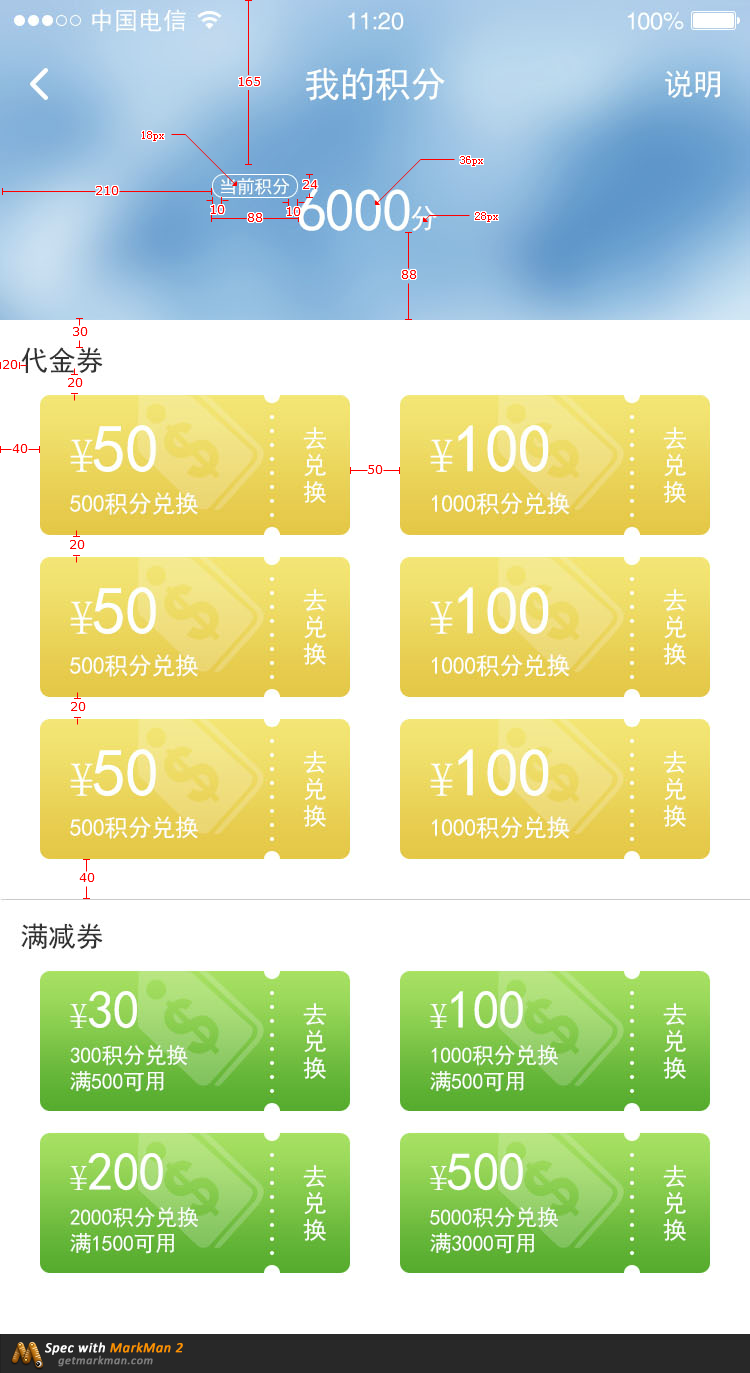 中国电信 11:20 100%
我的积分 说明
165
18px 36px
当前积分 24
210
10 88 10 6000分 28px
88
30
20 代金券
20
¥50 去兑换 ¥100 去兑换
40 50
500积分兑换 1000积分兑换
20
¥50 去兑换 ¥100 去兑换
500积分兑换 1000积分兑换
20
¥50 去兑换 ¥100 去兑换
500积分兑换 1000积分兑换
40
满减券
¥30 去兑换 ¥100 去兑换
300积分兑换 1000积分兑换
满500可用 满500可用
¥200 去兑换 ¥500 去兑换
2000积分兑换 5000积分兑换
满1500可用 满3000可用
Spec with MarkMan 2
getmarkman.com